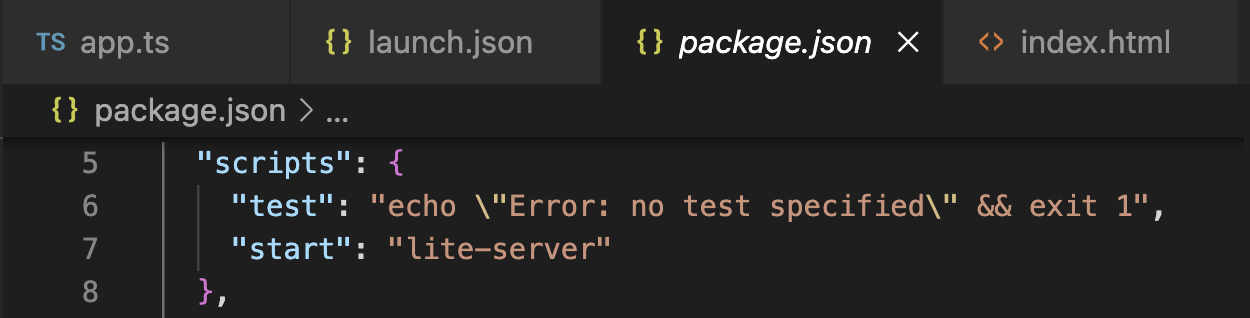 TS app.ts {} launch.json {} package.json × <> index.html
{} package.json > ...
5 "scripts": {
6 "test": "echo \"Error: no test specified\" && exit 1",
7 "start": "lite-server"
8 },